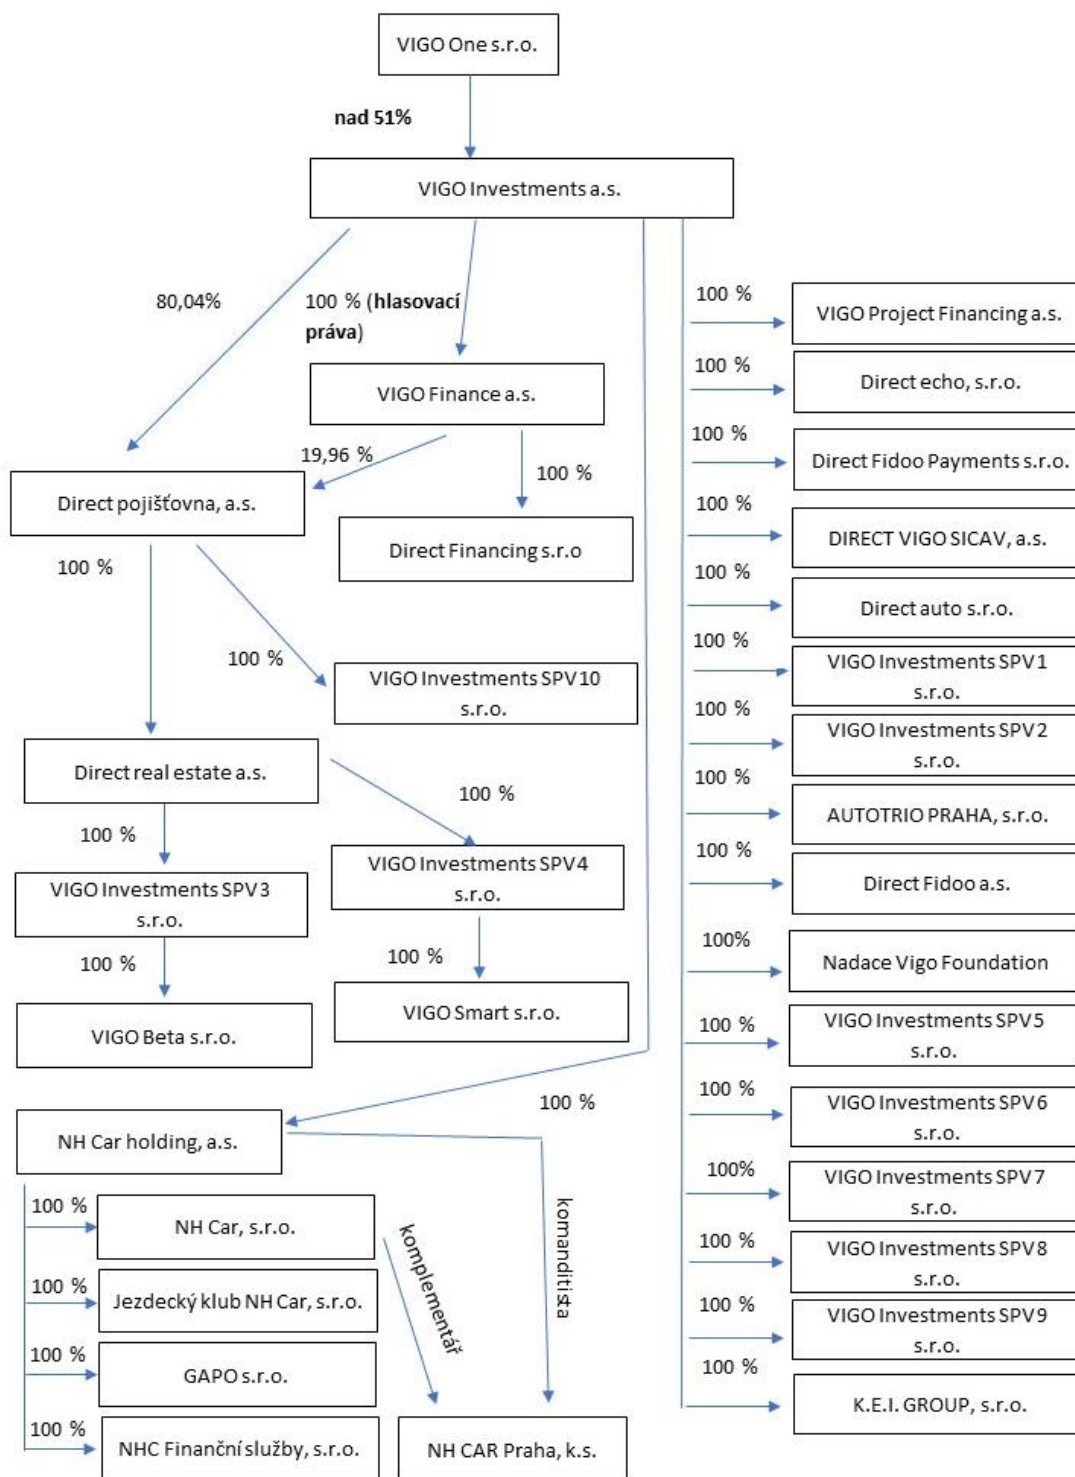 VIGO One s.r.o.
nad 51%
VIGO Investments a.s.
80,04%
100 % (hlasovací
práva)
VIGO Finance a.s.
19,96 %
100 %
Direct pojišťovna, a.s.
Direct Financing s.r.o
100 %
100 %
VIGO Investments SPV10
s.r.o.
Direct real estate a.s.
100 %
100 %
VIGO Investments SPV3
s.r.o.
VIGO Investments SPV4
s.r.o.
100 %
100 %
VIGO Beta s.r.o.
VIGO Smart s.r.o.
100 %
NH Car holding, a.s.
100 %
NH Car, s.r.o.
100 %
Jezdecký klub NH Car, s.r.o.
100 %
GAPO s.r.o.
100 %
NHC Finanční služby, s.r.o.
komplementář
komanditista
NH CAR Praha, k.s.
100 %
VIGO Project Financing a.s.
100 %
Direct echo, s.r.o.
100 %
Direct Fidoo Payments s.r.o.
100 %
DIRECT VIGO SICAV, a.s.
100 %
Direct auto s.r.o.
100 %
VIGO Investments SPV1
s.r.o.
100 %
VIGO Investments SPV2
s.r.o.
100 %
AUTOTRIO PRAHA, s.r.o.
100 %
Direct Fidoo a.s.
100%
Nadace Vigo Foundation
100 %
VIGO Investments SPV5
s.r.o.
100 %
VIGO Investments SPV6
s.r.o.
100%
VIGO Investments SPV7
s.r.o.
100 %
VIGO Investments SPV8
s.r.o.
100 %
VIGO Investments SPV9
s.r.o.
100 %
K.E.I. GROUP, s.r.o.